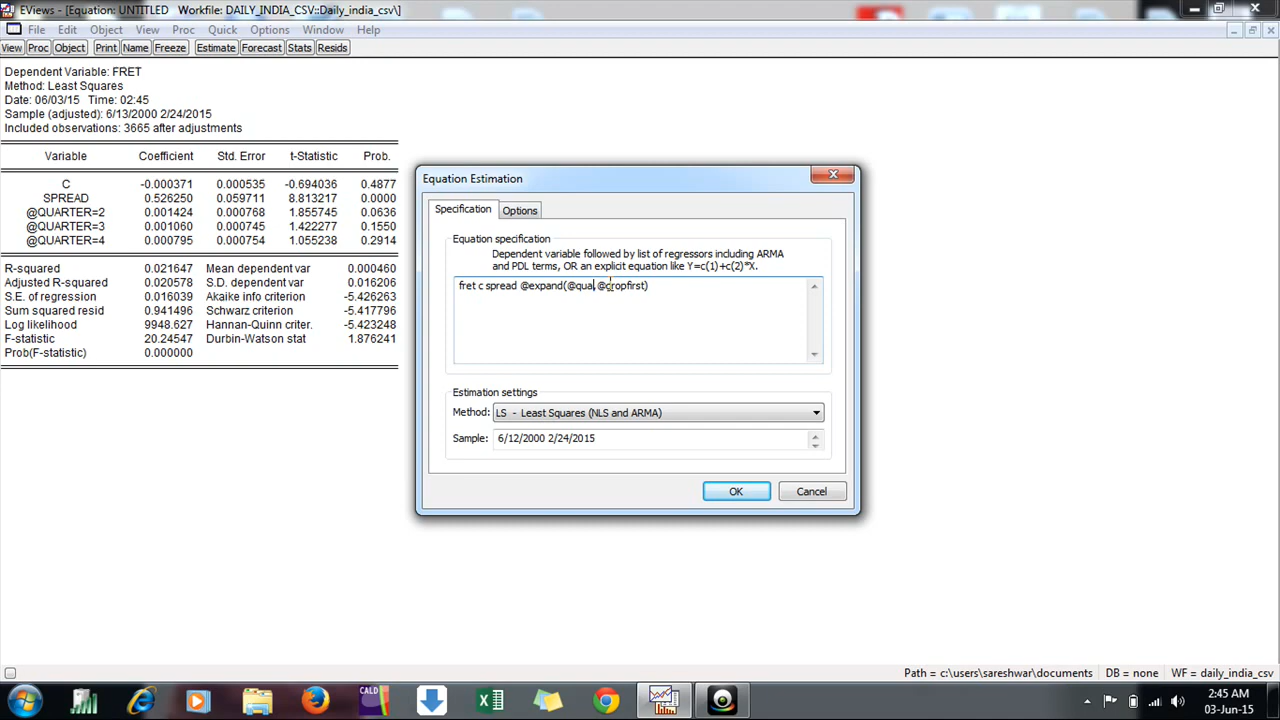 EViews - [Equation: UNTITLED Workfile: DAILY_INDIA_CSV::Daily_india_csv\]
File Edit Object View Proc Quick Options Window Help
View Proc Object Print Name Freeze Estimate Forecast Stats Resids
Dependent Variable: FRET
Method: Least Squares
Date: 06/03/15 Time: 02:45
Sample (adjusted): 6/13/2000 2/24/2015
Included observations: 3665 after adjustments
Variable Coefficient Std. Error t-Statistic Prob.
C -0.000371 0.000535 -0.694036 0.4877
SPREAD 0.526250 0.059711 8.813217 0.0000
@QUARTER=2 0.001424 0.000768 1.855745 0.0636
@QUARTER=3 0.001060 0.000745 1.422277 0.1550
@QUARTER=4 0.000795 0.000754 1.055238 0.2914
R-squared 0.021647 Mean dependent var 0.000460
Adjusted R-squared 0.020576 S.D. dependent var 0.016206
S.E. of regression 0.016039 Akaike info criterion -5.426263
Sum squared resid 0.941496 Schwarz criterion -5.417796
Log likelihood 9948.627 Hannan-Quinn criter. -5.423248
F-statistic 20.24547 Durbin-Watson stat 1.876241
Prob(F-statistic) 0.000000
Equation Estimation
Specification Options
Equation specification
Dependent variable followed by list of regressors including ARMA
and PDL terms, OR an explicit equation like Y=c(1)+c(2)*X.
fret c spread @expand(@qua,@dropfirst)
Estimation settings
Method: LS - Least Squares (NLS and ARMA)
Sample: 6/12/2000 2/24/2015
OK Cancel
Path = c:\users\sareshwar\documents DB = none WF = daily_india_csv
CALD
2:45 AM
03-Jun-15